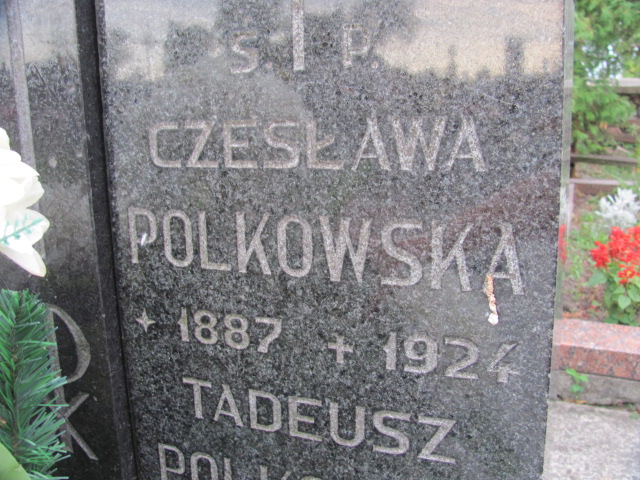 Ś. P.
CZESŁAWA
POLKOWSKA
* 1887 + 1924
TADEUSZ